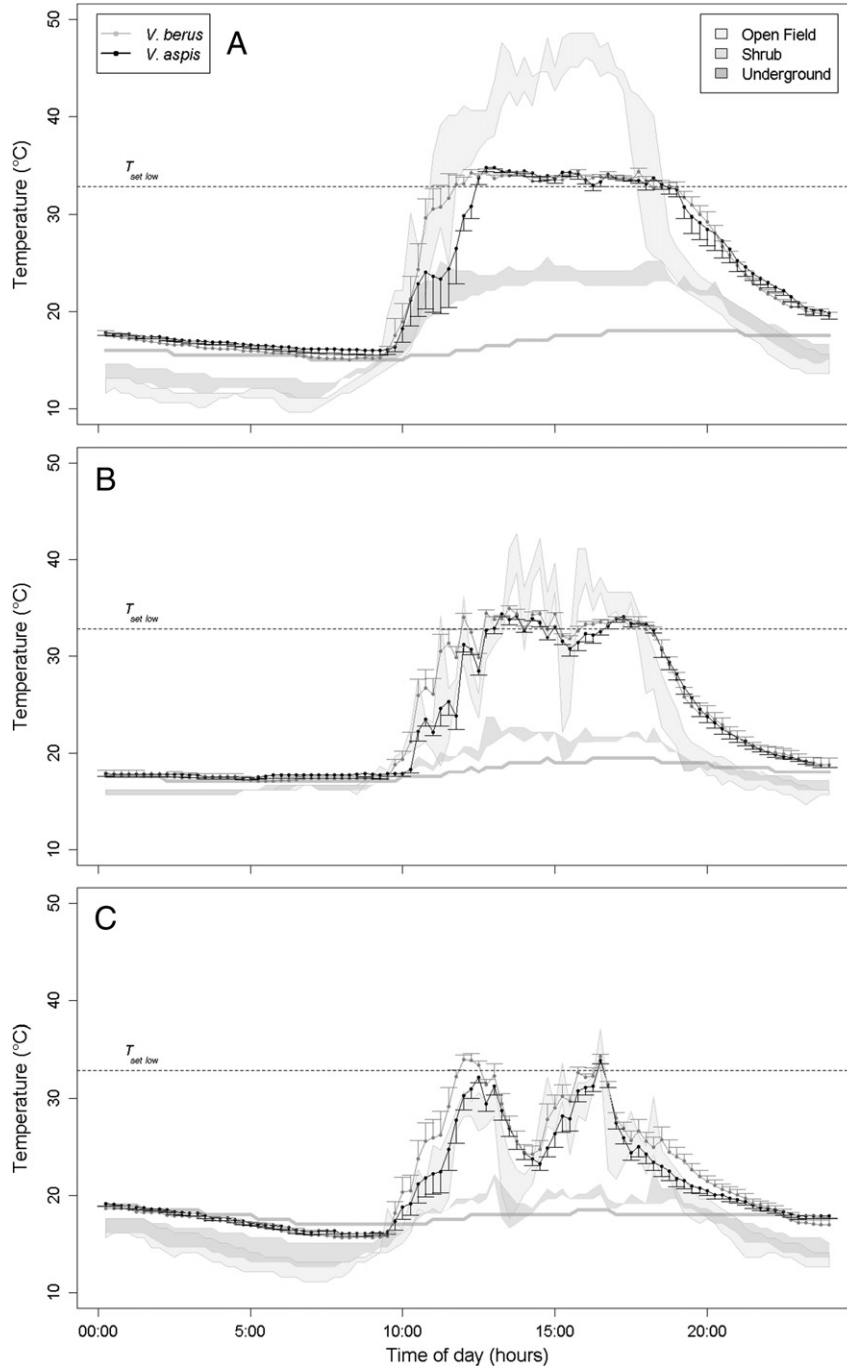 A
V. berus
V. aspis
Open Field
Shrub
Underground
Temperature (°C)
50
40
30
20
10
T set low
B
Temperature (°C)
50
40
30
20
10
T set low
C
Temperature (°C)
50
40
30
20
10
T set low
00:00 5:00 10:00 15:00 20:00
Time of day (hours)